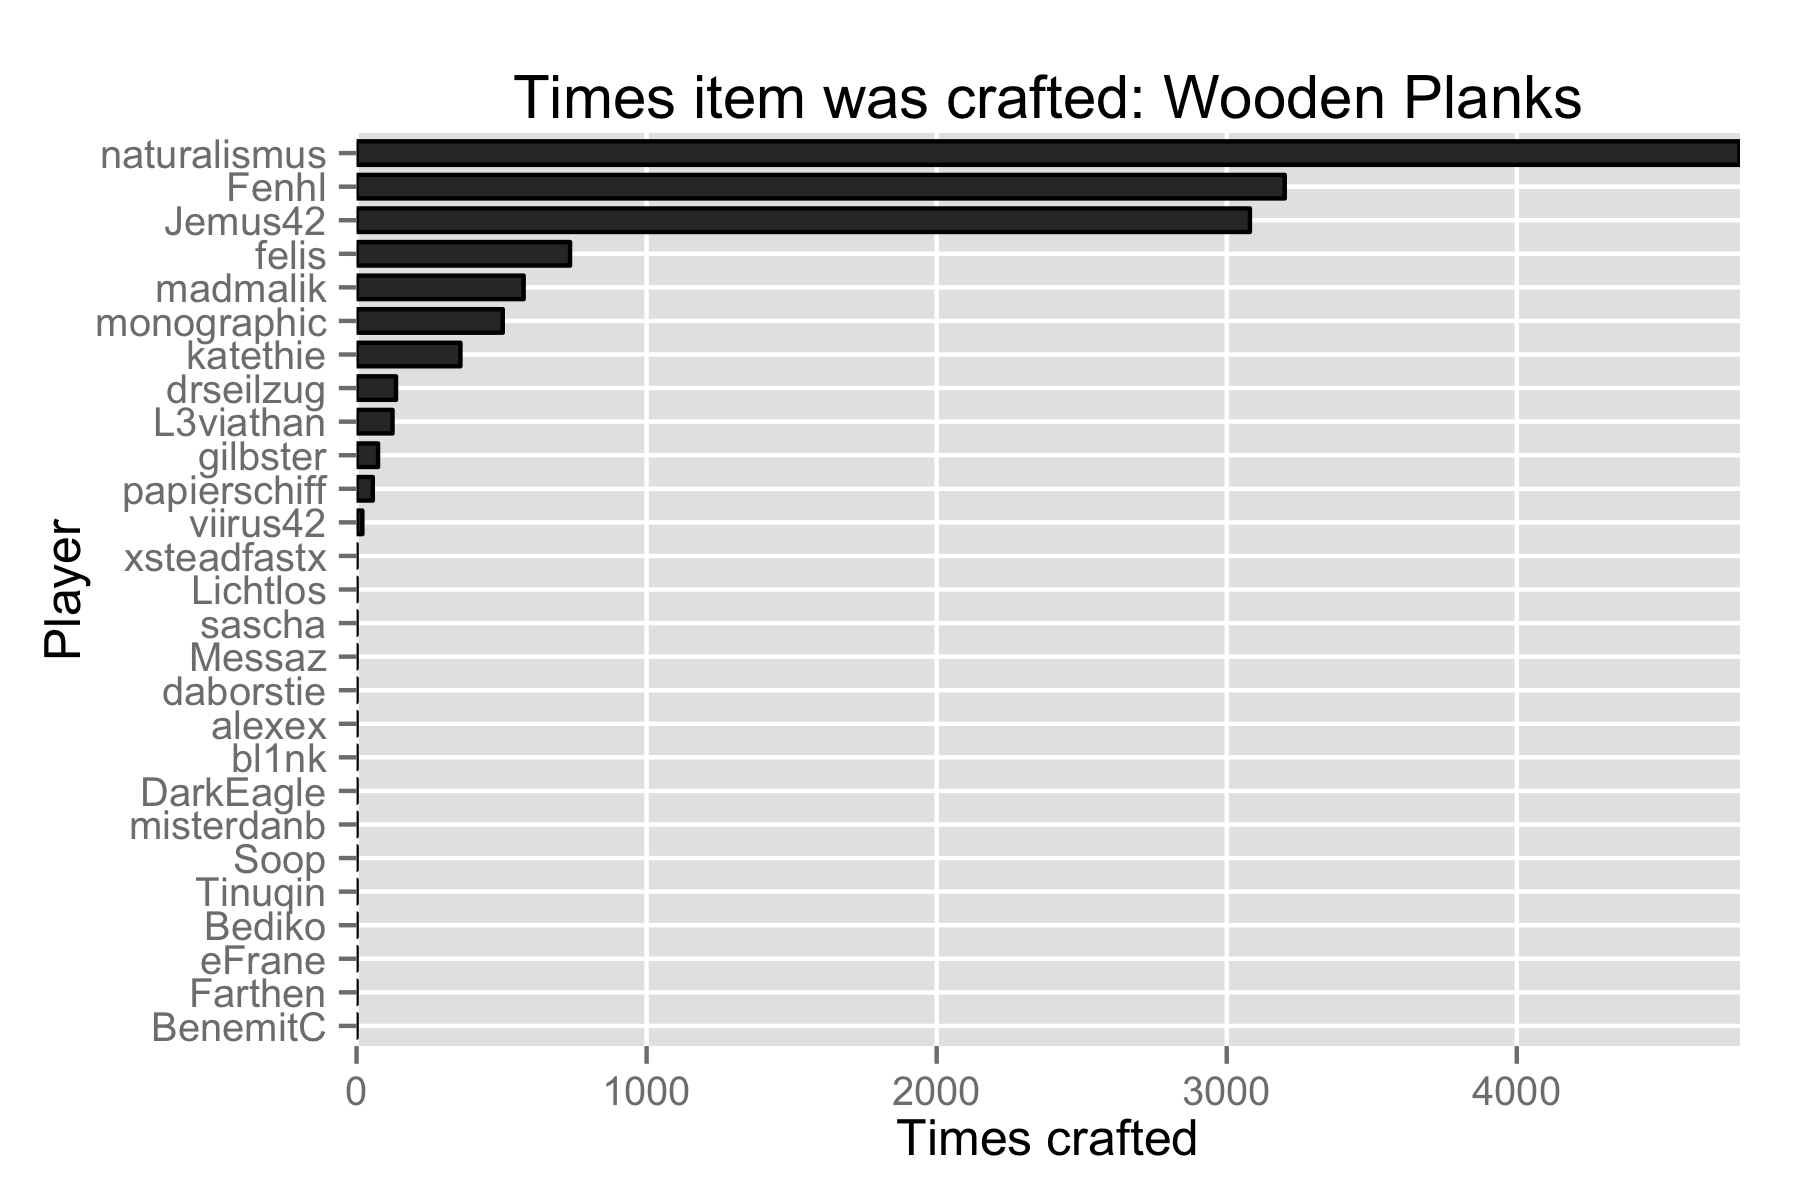 Times item was crafted: Wooden Planks
naturalismus
Fenhl
Jemus42
felis
madmalik
monographic
katethie
drseilzug
L3viathan
gilbster
papierschiff
viirus42
xsteadfastx
Lichtlos
sascha
Messaz
daborstie
alexex
bl1nk
DarkEagle
misterdanb
Soop
Tinuqin
Bediko
eFrane
Farthen
BenemitC
Player
0 1000 2000 3000 4000
Times crafted